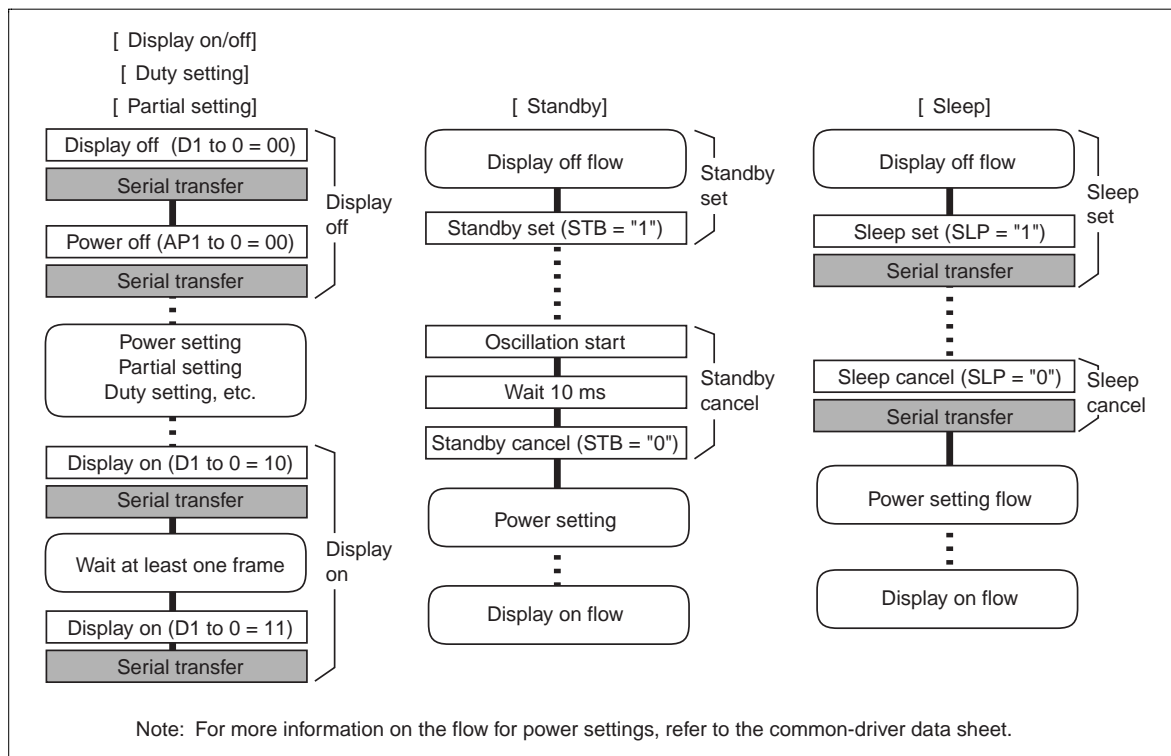 [ Display on/off]
[ Duty setting]
[ Partial setting]
Display off (D1 to 0 = 00)
Serial transfer
Power off (AP1 to 0 = 00)
Serial transfer
Display
off
Power setting
Partial setting
Duty setting, etc.
Display on (D1 to 0 = 10)
Serial transfer
Wait at least one frame
Display on (D1 to 0 = 11)
Serial transfer
Display
on
[ Standby]
Display off flow
Standby set (STB = "1")
Standby
set
Oscillation start
Wait 10 ms
Standby cancel (STB = "0")
Standby
cancel
Power setting
Display on flow
[ Sleep]
Display off flow
Sleep set (SLP = "1")
Serial transfer
Sleep
set
Sleep cancel (SLP = "0")
Serial transfer
Sleep
cancel
Power setting flow
Display on flow
Note: For more information on the flow for power settings, refer to the common-driver data sheet.